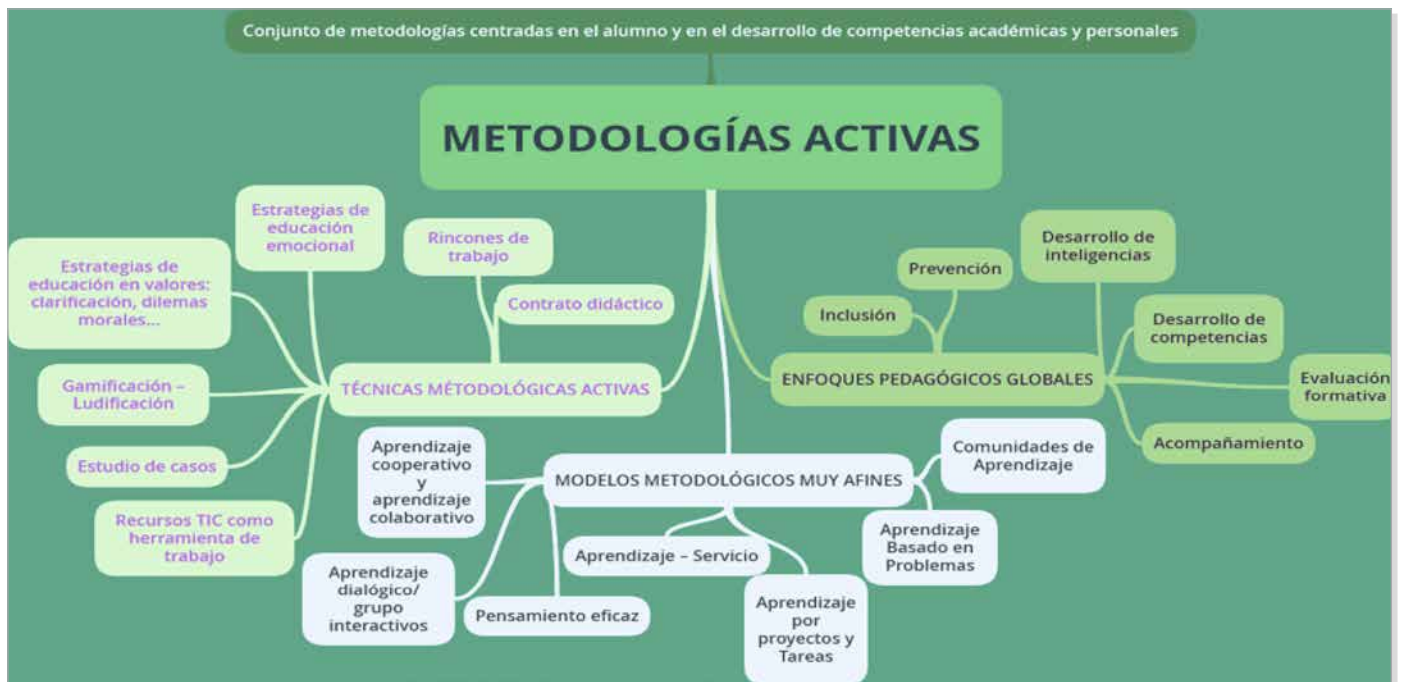 Conjunto de metodologías centradas en el alumno y en el desarrollo de competencias académicas y personales
METODOLOGÍAS ACTIVAS
Estrategias de
educación
emocional
Rincones de
trabajo
Estrategias de
educación en valores:
clarificación, dilemas
morales...
Contrato didáctico
Gamificación –
Ludificación
TÉCNICAS METODOLÓGICAS ACTIVAS
Estudio de casos
Recursos TIC como
herramienta de
trabajo
Desarrollo de
inteligencias
Prevención
Inclusión
Desarrollo de
competencias
ENFOQUES PEDAGÓGICOS GLOBALES
Evaluación
formativa
Acompañamiento
Aprendizaje
cooperativo
y
aprendizaje
colaborativo
MODELOS METODOLÓGICOS MUY AFINES
Comunidades de
Aprendizaje
Aprendizaje
dialógico/
grupo
interactivos
Pensamiento eficaz
Aprendizaje – Servicio
Aprendizaje
por
proyectos y
Tareas
Aprendizaje
Basado en
Problemas